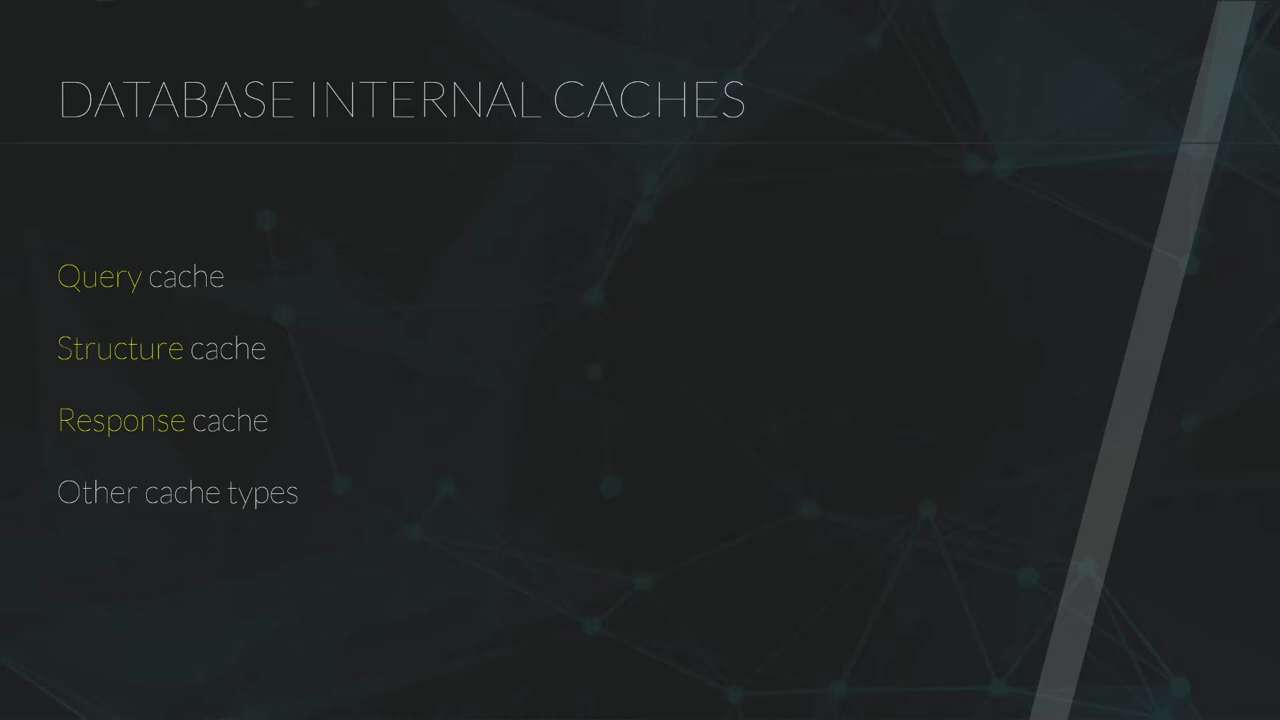 DATABASE INTERNAL CACHES
Query cache
Structure cache
Response cache
Other cache types